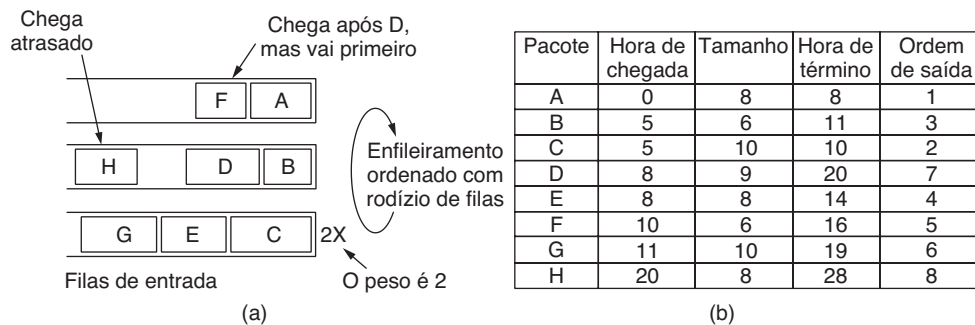 Chega
atrasado
Chega após D,
mas vai primeiro
F A
H D B
G E C 2X
Enfileiramento
ordenado com
rodízio de filas
Filas de entrada
O peso é 2
(a)
Pacote Hora de chegada Tamanho Hora de término Ordem de saída
A 0 8 8 1
B 5 6 11 3
C 5 10 10 2
D 8 9 20 7
E 8 8 14 4
F 10 6 16 5
G 11 10 19 6
H 20 8 28 8
(b)